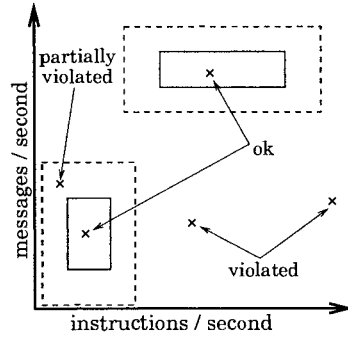 partially
violated
ok
violated
messages / second
instructions / second